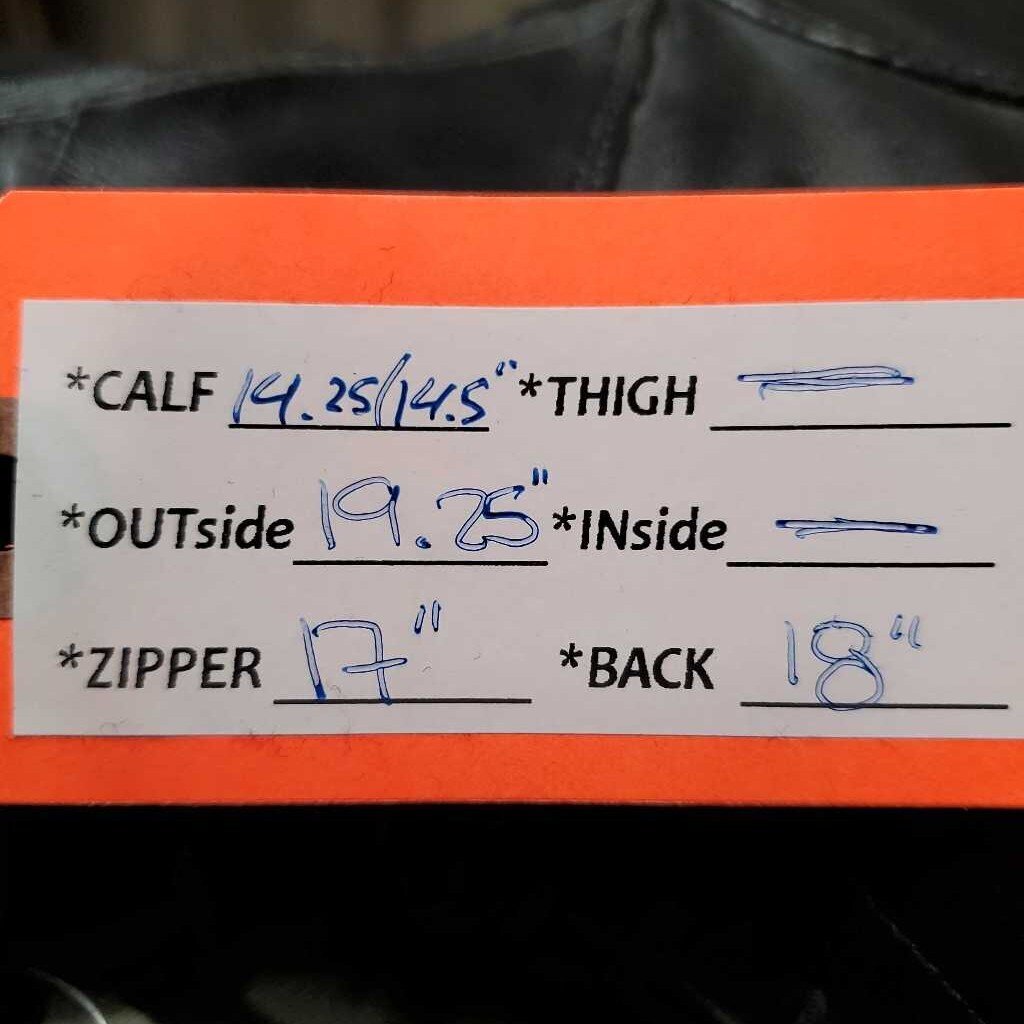 *CALF 14.25/14.5" *THIGH —
*OUTside 19.25" *INside —
*ZIPPER 17" *BACK 18"